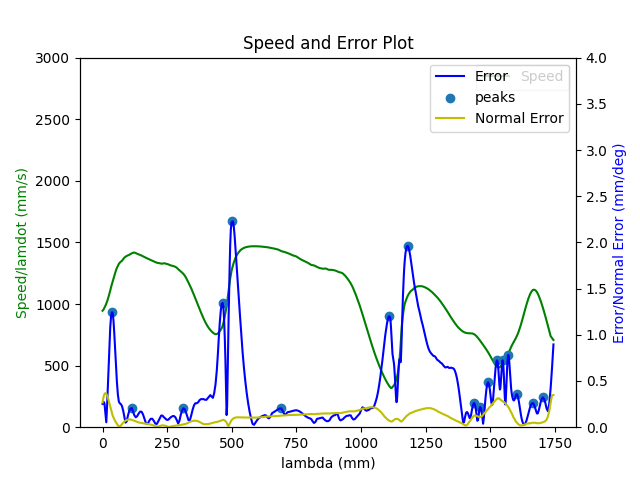 Speed and Error Plot
3000
2500
2000
1500
1000
500
0
Speed/lamdot (mm/s)
4.0
3.5
3.0
2.5
2.0
1.5
1.0
0.5
0.0
Error/Normal Error (mm/deg)
Error
Speed
peaks
Normal Error
0 250 500 750 1000 1250 1500 1750
lambda (mm)